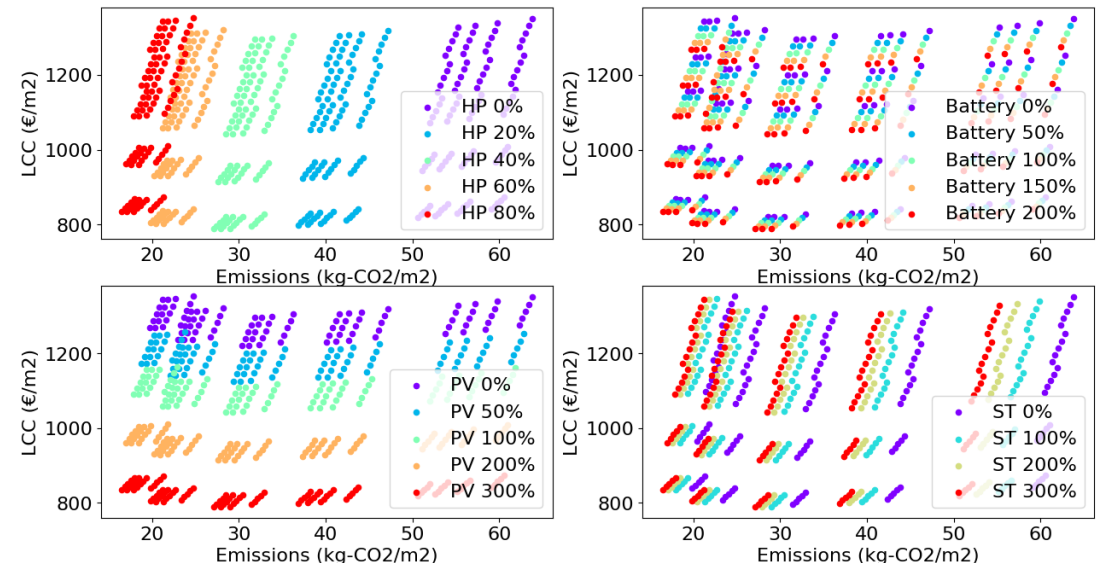 LCC (€/m2)
1200
1000
800
20
30
40
50
60
Emissions (kg-CO2/m2)
HP 0%
HP 20%
HP 40%
HP 60%
HP 80%
LCC (€/m2)
1200
1000
800
20
30
40
50
60
Emissions (kg-CO2/m2)
Battery 0%
Battery 50%
Battery 100%
Battery 150%
Battery 200%
LCC (€/m2)
1200
1000
800
20
30
40
50
60
Emissions (kg-CO2/m2)
PV 0%
PV 50%
PV 100%
PV 200%
PV 300%
LCC (€/m2)
1200
1000
800
20
30
40
50
60
Emissions (kg-CO2/m2)
ST 0%
ST 100%
ST 200%
ST 300%